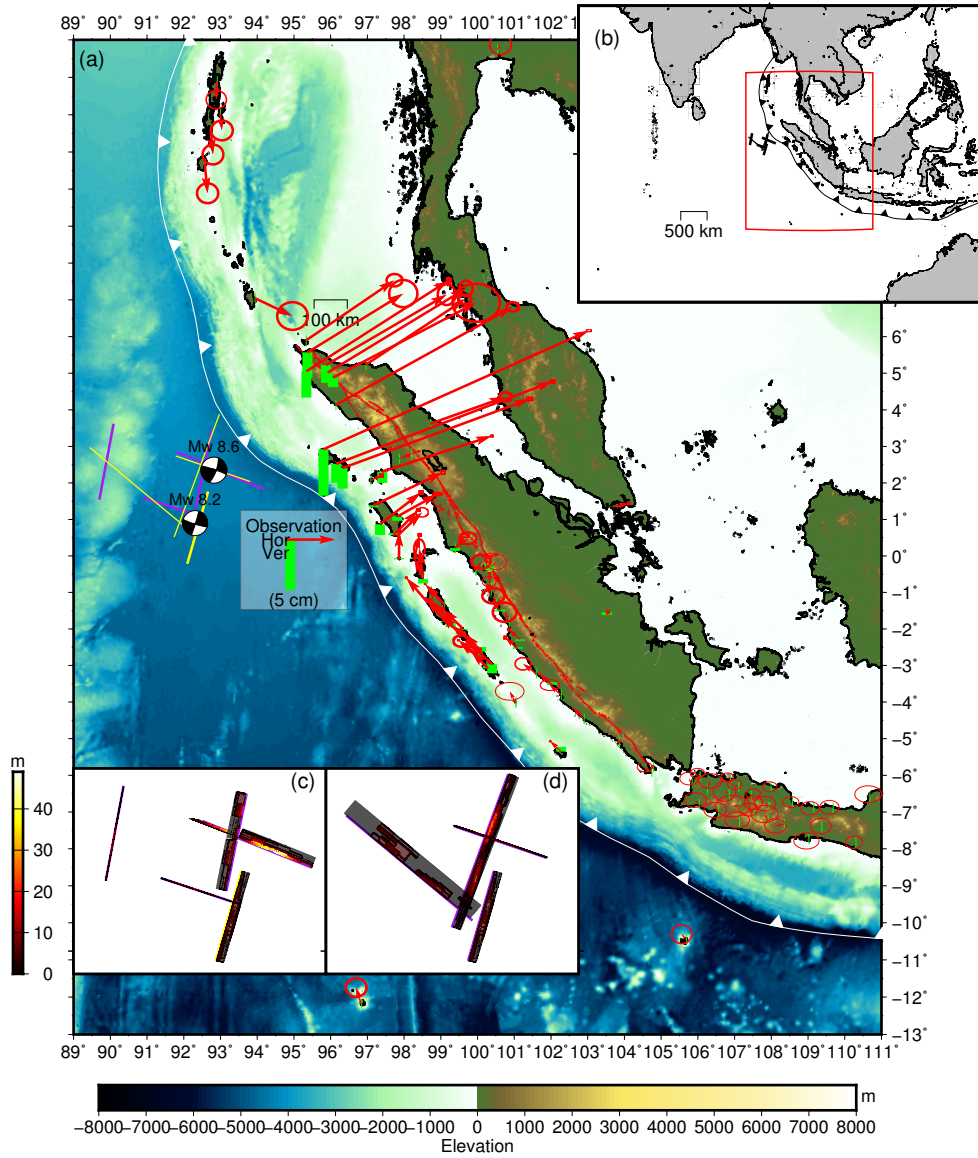 89˚ 90˚ 91˚ 92˚ 93˚ 94˚ 95˚ 96˚ 97˚ 98˚ 99˚ 100˚ 101˚ 102˚
(a)
(b)
500 km
100 km
6˚
5˚
4˚
3˚
2˚
1˚
0˚
−1˚
−2˚
−3˚
−4˚
−5˚
−6˚
−7˚
−8˚
−9˚
−10˚
−11˚
−12˚
−13˚
Mw 8.6
Mw 8.2
Observation
Hor
Ver
(5 cm)
m
40
30
20
10
0
(c)
(d)
89˚ 90˚ 91˚ 92˚ 93˚ 94˚ 95˚ 96˚ 97˚ 98˚ 99˚ 100˚ 101˚ 102˚ 103˚ 104˚ 105˚ 106˚ 107˚ 108˚ 109˚ 110˚ 111˚
m
−8000 −7000 −6000 −5000 −4000 −3000 −2000 −1000 0 1000 2000 3000 4000 5000 6000 7000 8000
Elevation